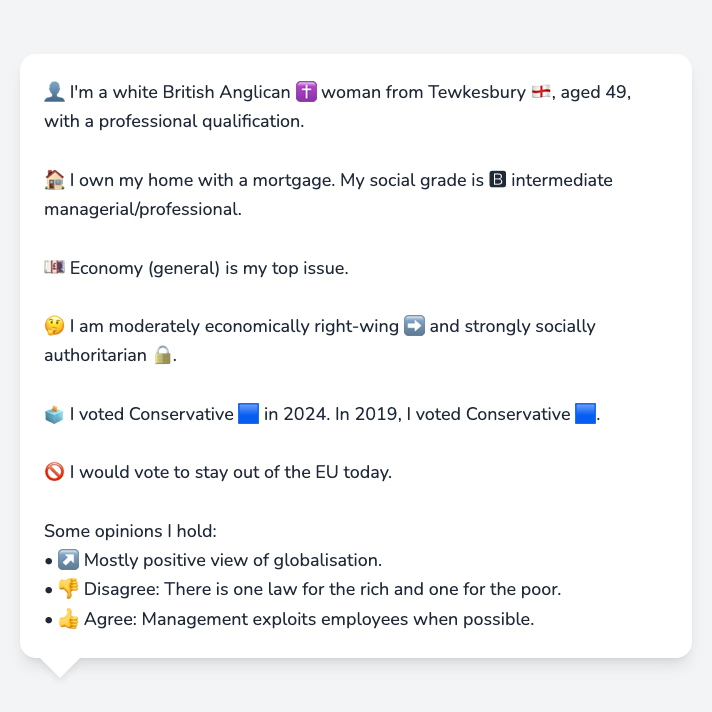 👤 I'm a white British Anglican ✝️ woman from Tewkesbury 🏴󠁧󠁢󠁥󠁮󠁧󠁿, aged 49,
with a professional qualification.
🏠 I own my home with a mortgage. My social grade is 🅱 intermediate
managerial/professional.
💷 Economy (general) is my top issue.
🤔 I am moderately economically right-wing ➡️ and strongly socially
authoritarian 🔒.
🗳️ I voted Conservative 🟦 in 2024. In 2019, I voted Conservative 🟦.
🚫 I would vote to stay out of the EU today.
Some opinions I hold:
• ↗️ Mostly positive view of globalisation.
• 👎 Disagree: There is one law for the rich and one for the poor.
• 👍 Agree: Management exploits employees when possible.